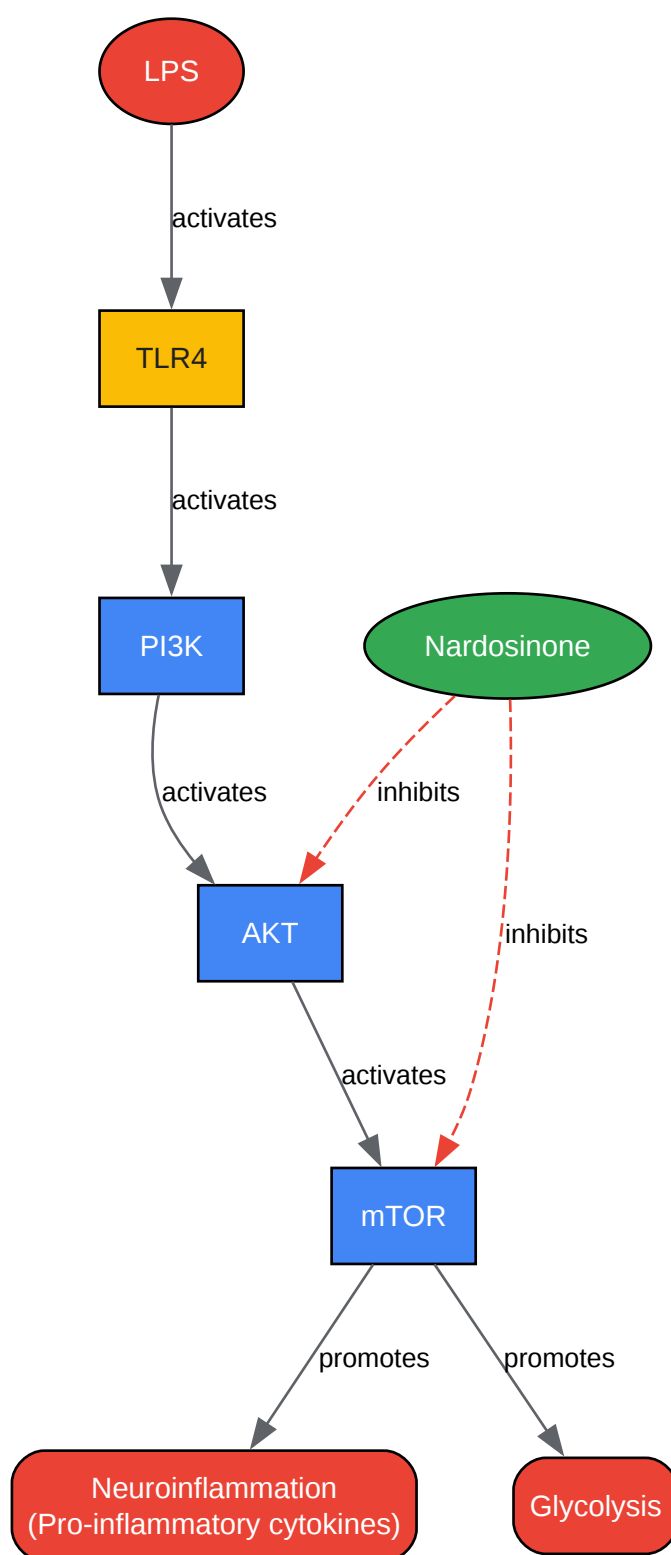 LPS
activates
TLR4
activates
PI3K
Nardosinone
activates
inhibits
AKT
inhibits
activates
mTOR
promotes
promotes
Neuroinflammation
(Pro-inflammatory cytokines)
Glycolysis